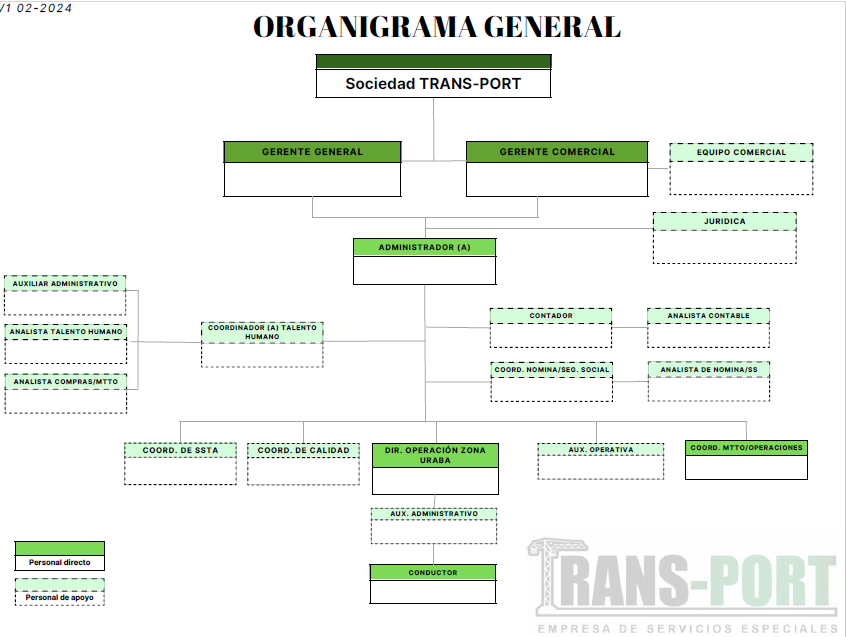 V1 02-2024
ORGANIGRAMA GENERAL
Sociedad TRANS-PORT
GERENTE GENERAL
GERENTE COMERCIAL
EQUIPO COMERCIAL
JURIDICA
ADMINISTRADOR (A)
AUXILIAR ADMINISTRATIVO
ANALISTA TALENTO HUMANO
ANALISTA COMPRAS/MTTO
COORDINADOR (A) TALENTO
HUMANO
CONTADOR
ANALISTA CONTABLE
COORD. NOMINA/SEG. SOCIAL
ANALISTA DE NOMINA/SS
COORD. DE SSTA
COORD. DE CALIDAD
DIR. OPERACIÓN ZONA
URABA
AUX. OPERATIVA
COORD. MTTO/OPERACIONES
AUX. ADMINISTRATIVO
CONDUCTOR
Personal directo
Personal de apoyo
TRANS-PORT
EMPRESA DE SERVICIOS ESPECIALES